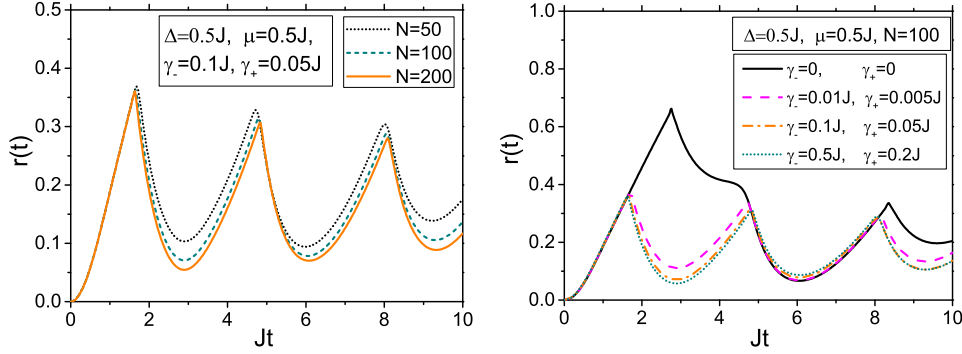 0.5
0.4
0.3
0.2
0.1
0.0
r(t)
Δ=0.5J, μ=0.5J,
γ₋=0.1J, γ₊=0.05J
N=50
N=100
N=200
0 2 4 6 8 10
Jt
1.0
0.8
0.6
0.4
0.2
0.0
r(t)
Δ=0.5J, μ=0.5J, N=100
γ₋=0, γ₊=0
γ₋=0.01J, γ₊=0.005J
γ₋=0.1J, γ₊=0.05J
γ₋=0.5J, γ₊=0.2J
0 2 4 6 8 10
Jt